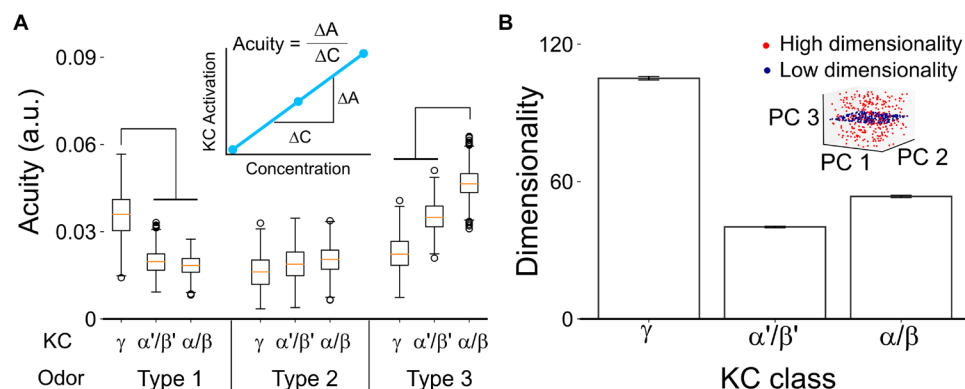 A
Acuity (a.u.)
0.09
0.06
0.03
0
Acuity = ΔA
ΔC
KC Activation
ΔA
ΔC
Concentration
KC γ α'/β' α/β γ α'/β' α/β γ α'/β' α/β
Odor Type 1 Type 2 Type 3
B
Dimensionality
120
60
0
High dimensionality
Low dimensionality
PC 3
PC 1
PC 2
γ α'/β' α/β
KC class